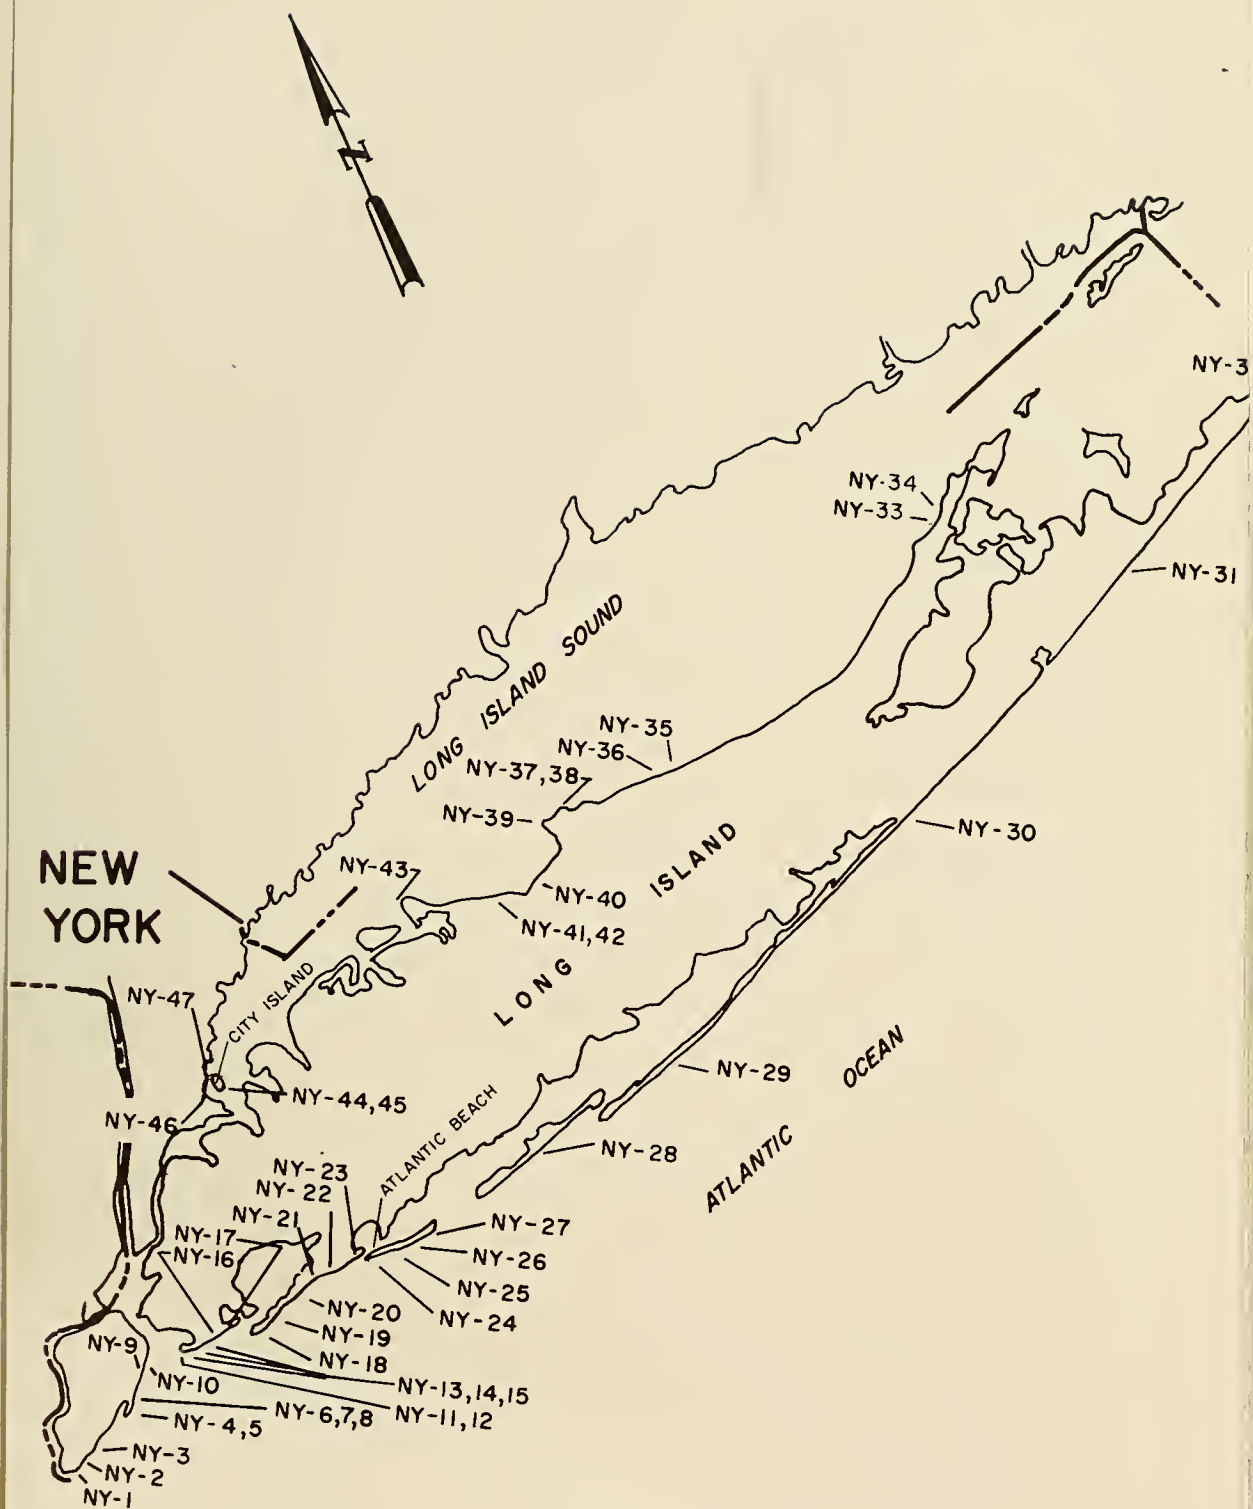 N
NY-3
NY-34
NY-33
NY-31
LONG ISLAND SOUND
NY-35
NY-36
NY-37,38
NY-39
NY-30
NEW
YORK
NY-43
LONG ISLAND
NY-40
NY-41,42
NY-47
CITY ISLAND
ATLANTIC OCEAN
NY-29
NY-44,45
NY-46
ATLANTIC BEACH
NY-28
NY-23
NY-22
NY-21
NY-17
NY-16
NY-27
NY-26
NY-25
NY-24
NY-20
NY-19
NY-18
NY-9
NY-10
NY-13,14,15
NY-6,7,8
NY-11,12
NY-4,5
NY-3
NY-2
NY-1